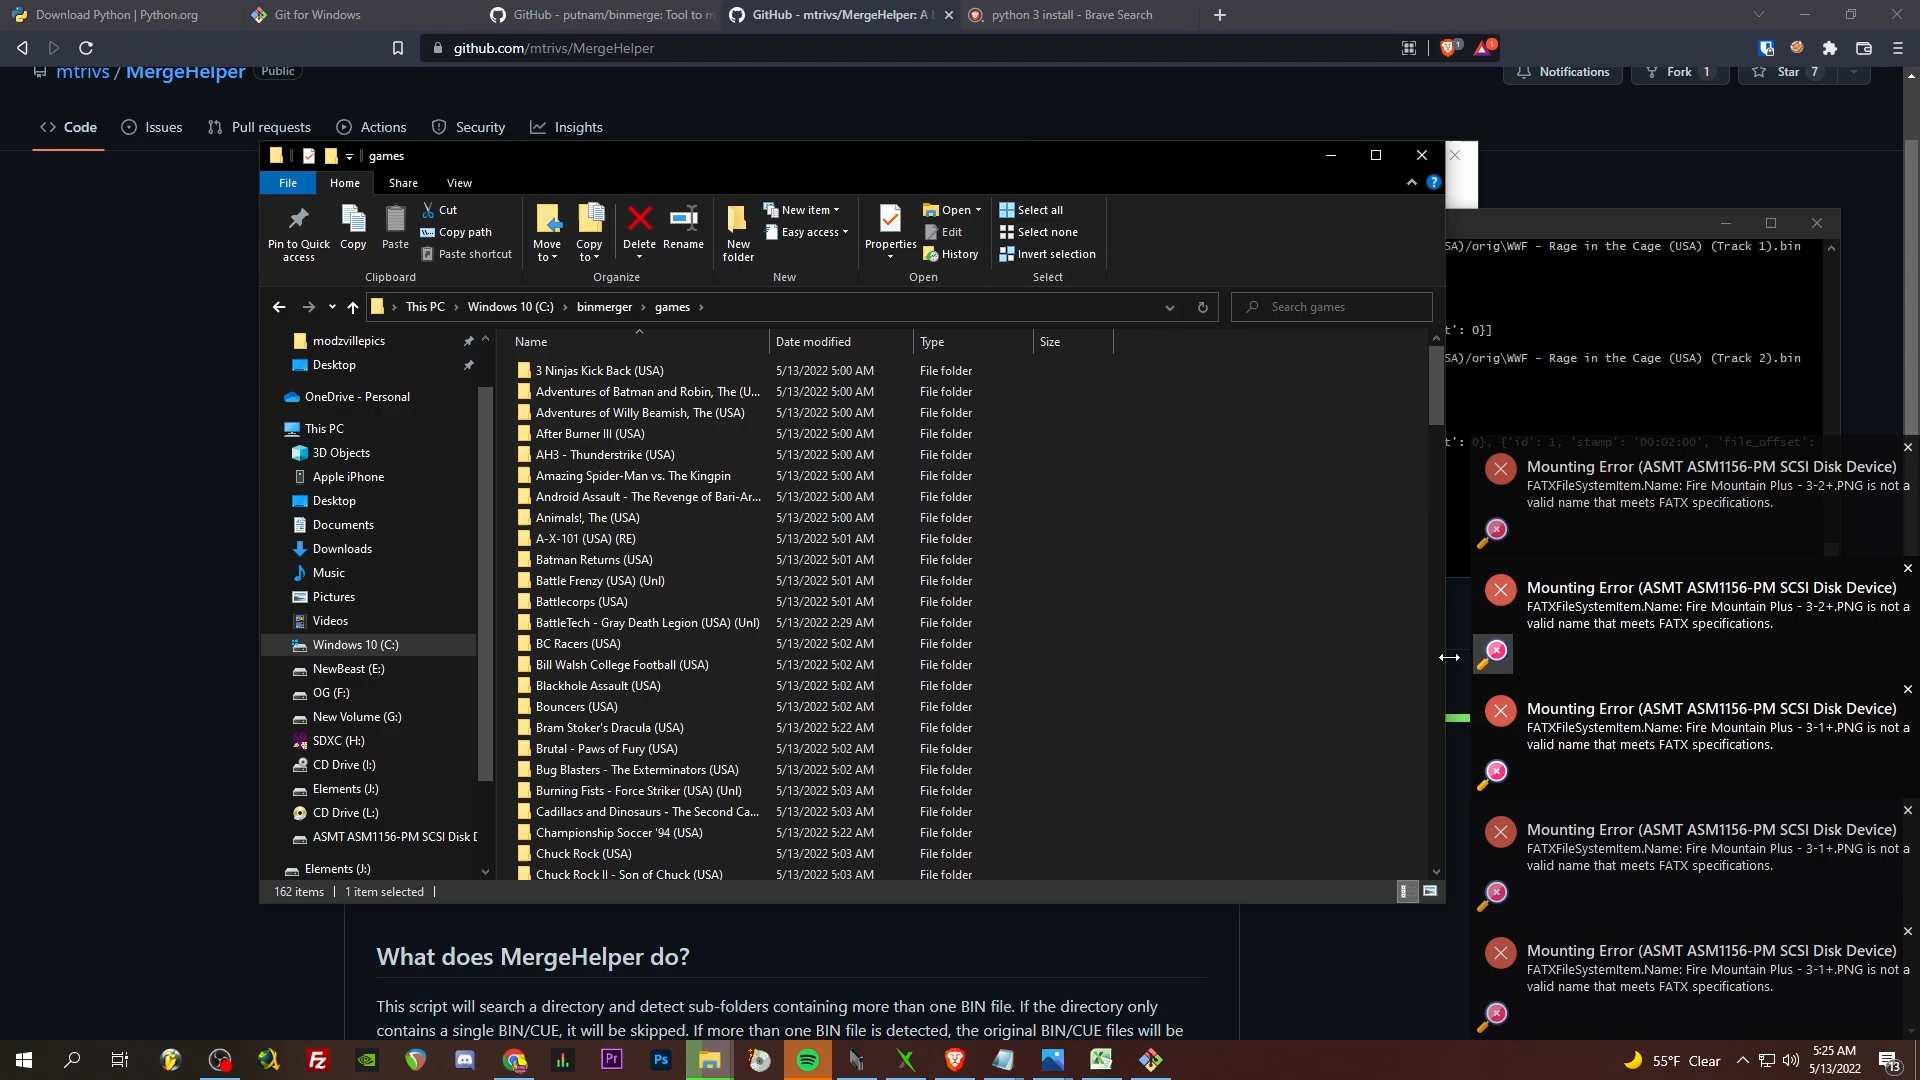 Download Python | Python.org
Git for Windows
GitHub - putnam/binmerge: Tool to m
GitHub - mtrivs/MergeHelper: A
python 3 install - Brave Search
github.com/mtrivs/MergeHelper
1
1
mtrivs / MergeHelper
Public
Notifications
Fork 1
Star 7
Code
Issues
Pull requests
Actions
Security
Insights
games
File
Home
Share
View
Pin to Quick access
Copy
Paste
Cut
Copy path
Paste shortcut
Clipboard
Move to
Copy to
Delete
Rename
Organize
New folder
New item
Easy access
New
Properties
Open
Edit
History
Open
Select all
Select none
Invert selection
Select
This PC
Windows 10 (C:)
binmerger
games
Search games
modzvillepics
Desktop
OneDrive - Personal
This PC
3D Objects
Apple iPhone
Desktop
Documents
Downloads
Music
Pictures
Videos
Windows 10 (C:)
NewBeast (E:)
OG (F:)
New Volume (G:)
SDXC (H:)
CD Drive (I:)
Elements (J:)
CD Drive (L:)
ASMT ASM1156-PM SCSI Disk D
Elements (J:)
Name Date modified Type Size
3 Ninjas Kick Back (USA) 5/13/2022 5:00 AM File folder
Adventures of Batman and Robin, The (U... 5/13/2022 5:00 AM File folder
Adventures of Willy Beamish, The (USA) 5/13/2022 5:00 AM File folder
After Burner III (USA) 5/13/2022 5:00 AM File folder
AH3 - Thunderstrike (USA) 5/13/2022 5:00 AM File folder
Amazing Spider-Man vs. The Kingpin 5/13/2022 5:00 AM File folder
Android Assault - The Revenge of Bari-Ar... 5/13/2022 5:00 AM File folder
Animals!, The (USA) 5/13/2022 5:00 AM File folder
A-X-101 (USA) (RE) 5/13/2022 5:01 AM File folder
Batman Returns (USA) 5/13/2022 5:01 AM File folder
Battle Frenzy (USA) (Unl) 5/13/2022 5:01 AM File folder
Battlecorps (USA) 5/13/2022 5:01 AM File folder
BattleTech - Gray Death Legion (USA) (Unl) 5/13/2022 2:29 AM File folder
BC Racers (USA) 5/13/2022 5:02 AM File folder
Bill Walsh College Football (USA) 5/13/2022 5:02 AM File folder
Blackhole Assault (USA) 5/13/2022 5:02 AM File folder
Bouncers (USA) 5/13/2022 5:02 AM File folder
Bram Stoker's Dracula (USA) 5/13/2022 5:22 AM File folder
Brutal - Paws of Fury (USA) 5/13/2022 5:02 AM File folder
Bug Blasters - The Exterminators (USA) 5/13/2022 5:02 AM File folder
Burning Fists - Force Striker (USA) (Unl) 5/13/2022 5:03 AM File folder
Cadillacs and Dinosaurs - The Second Ca... 5/13/2022 5:03 AM File folder
Championship Soccer '94 (USA) 5/13/2022 5:22 AM File folder
Chuck Rock (USA) 5/13/2022 5:03 AM File folder
Chuck Rock II - Son of Chuck (USA) 5/13/2022 5:03 AM File folder
162 items
1 item selected
SA)/orig\WWF - Rage in the Cage (USA) (Track 1).bin
t': 0}]
SA)/orig\WWF - Rage in the Cage (USA) (Track 2).bin
t': 0}, {'id': 1, 'stamp': '00:02:00', 'file_offset':
Mounting Error (ASMT ASM1156-PM SCSI Disk Device)
FATXFileSystemItem.Name: Fire Mountain Plus - 3-2+.PNG is not a
valid name that meets FATX specifications.
Mounting Error (ASMT ASM1156-PM SCSI Disk Device)
FATXFileSystemItem.Name: Fire Mountain Plus - 3-2+.PNG is not a
valid name that meets FATX specifications.
Mounting Error (ASMT ASM1156-PM SCSI Disk Device)
FATXFileSystemItem.Name: Fire Mountain Plus - 3-1+.PNG is not a
valid name that meets FATX specifications.
Mounting Error (ASMT ASM1156-PM SCSI Disk Device)
FATXFileSystemItem.Name: Fire Mountain Plus - 3-1+.PNG is not a
valid name that meets FATX specifications.
Mounting Error (ASMT ASM1156-PM SCSI Disk Device)
FATXFileSystemItem.Name: Fire Mountain Plus - 3-1+.PNG is not a
valid name that meets FATX specifications.
What does MergeHelper do?
This script will search a directory and detect sub-folders containing more than one BIN file. If the directory only
contains a single BIN/CUE, it will be skipped. If more than one BIN file is detected, the original BIN/CUE files will be
Pr
Ps
55°F Clear
5:25 AM
5/13/2022
13